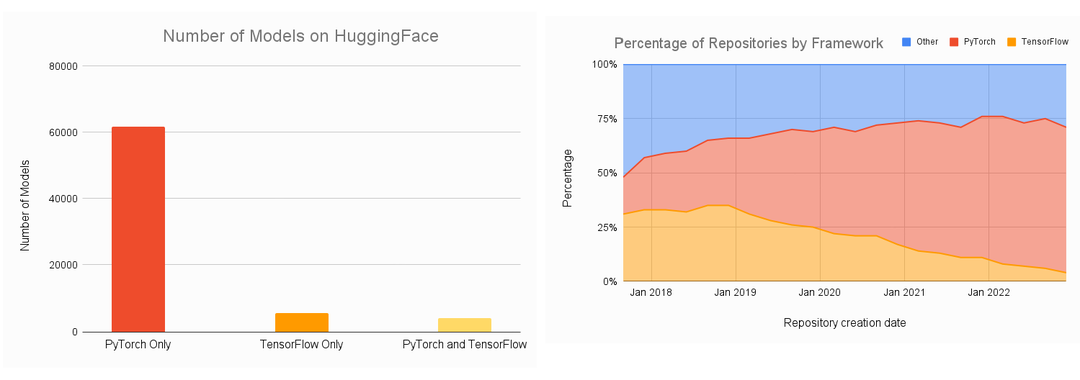 Number of Models on HuggingFace
80000
60000
40000
20000
0
Number of Models
PyTorch Only
TensorFlow Only
PyTorch and TensorFlow
Percentage of Repositories by Framework
Other
PyTorch
TensorFlow
100%
75%
50%
25%
0%
Percentage
Jan 2018
Jan 2019
Jan 2020
Jan 2021
Jan 2022
Repository creation date